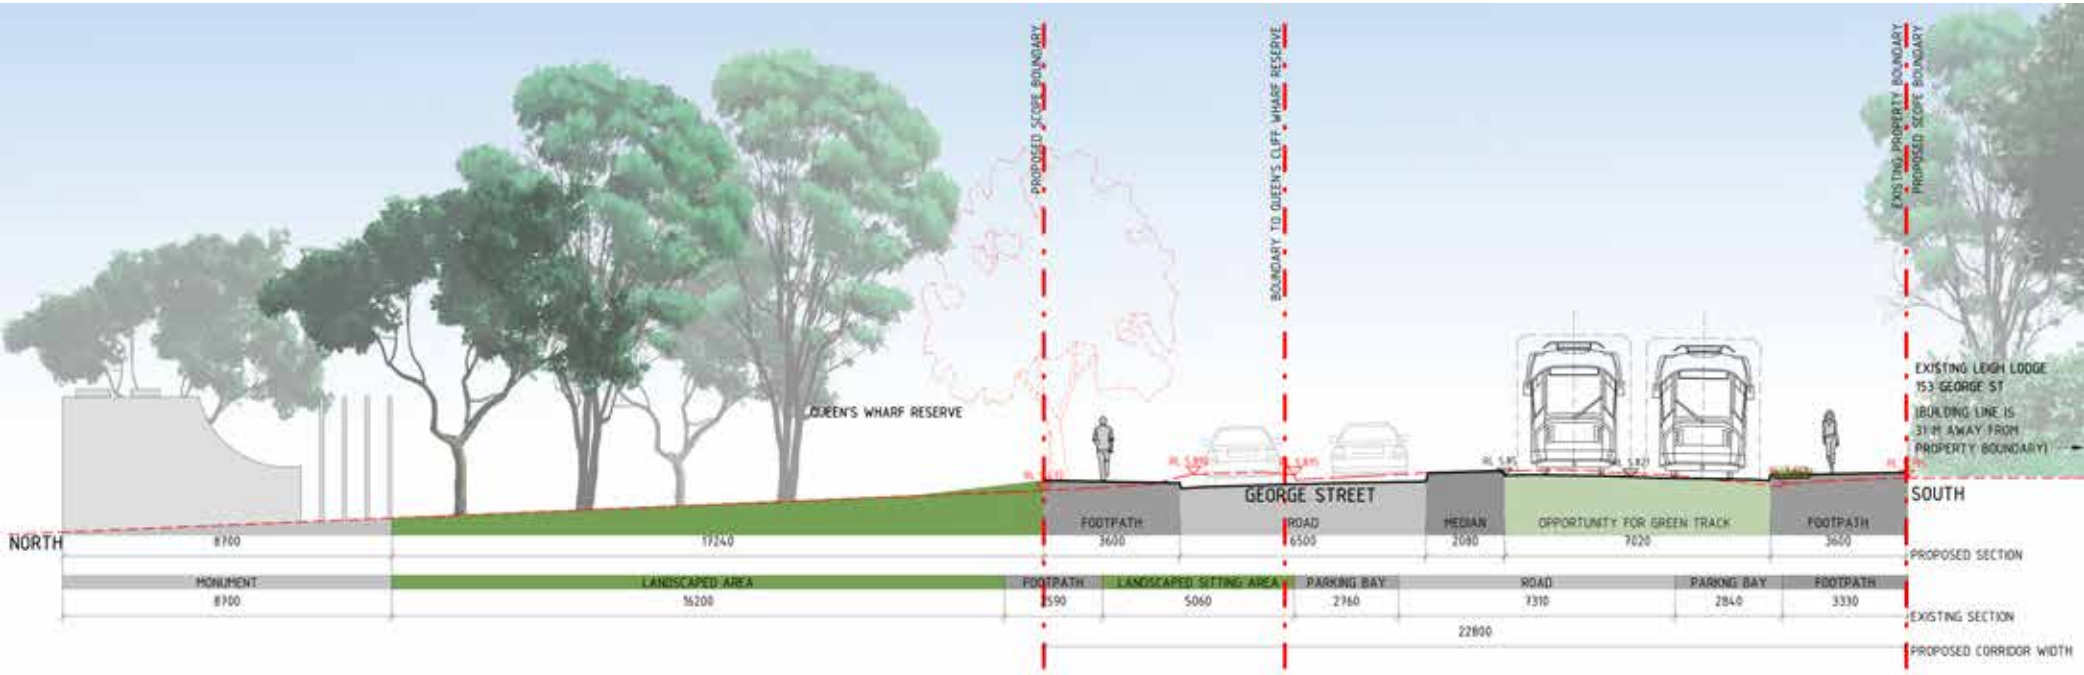 PROPOSED SCOPE BOUNDARY
BOUNDARY TO QUEEN'S CLIFF WHARF RESERVE
EXISTING PROPERTY BOUNDARY
PROPOSED SCOPE BOUNDARY
EXISTING LEIGH LODGE
153 GEORGE ST
(BUILDING LINE IS
31 M AWAY FROM
PROPERTY BOUNDARY)
QUEEN'S WHARF RESERVE
RL
RL 5.85
GEORGE STREET
NORTH
SOUTH
FOOTPATH
ROAD
MEDIAN
OPPORTUNITY FOR GREEN TRACK
FOOTPATH
8700
17240
3600
6500
2080
7020
3600
PROPOSED SECTION
MONUMENT
LANDSCAPED AREA
FOOTPATH
LANDSCAPED SITTING AREA
PARKING BAY
ROAD
PARKING BAY
FOOTPATH
8700
16200
2590
5060
2760
7310
2840
3330
EXISTING SECTION
22800
PROPOSED CORRIDOR WIDTH